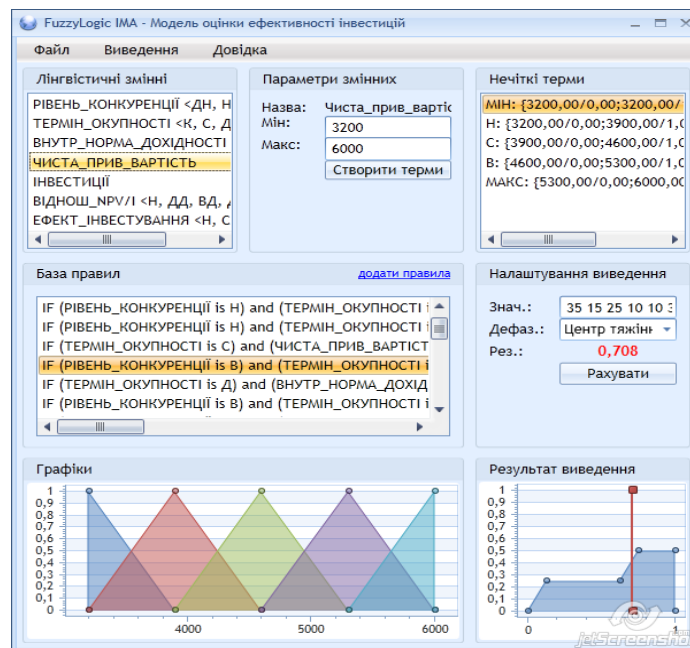 FuzzyLogic IMA - Модель оцінки ефективності інвестицій
Файл Виведення Довідка
Лінгвістичні змінні
РІВЕНЬ_КОНКУРЕНЦІЇ <ДН, Н
ТЕРМІН_ОКУПНОСТІ <К, С, Д
ВНУТР_НОРМА_ДОХІДНОСТІ
ЧИСТА_ПРИВ_ВАРТІСТЬ
ІНВЕСТИЦІЇ
ВІДНОШ_NPV/I <Н, ДД, ВД,
ЕФЕКТ_ІНВЕСТУВАННЯ <Н, С
Параметри змінних
Назва: Чиста_прив_вартіс
Мін: 3200
Макс: 6000
Створити терми
Нечіткі терми
МІН: {3200,00/0,00;3200,00/
Н: {3200,00/0,00;3900,00/1,0
С: {3900,00/0,00;4600,00/1,0
В: {4600,00/0,00;5300,00/1,0
МАКС: {5300,00/0,00;6000,0
База правил
додати правила
IF (РІВЕНЬ_КОНКУРЕНЦІЇ is Н) and (ТЕРМІН_ОКУПНОСТІ i
IF (РІВЕНЬ_КОНКУРЕНЦІЇ is Н) and (ТЕРМІН_ОКУПНОСТІ i
IF (ТЕРМІН_ОКУПНОСТІ is С) and (ЧИСТА_ПРИВ_ВАРТІСТ
IF (РІВЕНЬ_КОНКУРЕНЦІЇ is В) and (ТЕРМІН_ОКУПНОСТІ i
IF (ТЕРМІН_ОКУПНОСТІ is Д) and (ВНУТР_НОРМА_ДОХІД
IF (РІВЕНЬ_КОНКУРЕНЦІЇ is В) and (ТЕРМІН_ОКУПНОСТІ i
Налаштування виведення
Знач.: 35 15 25 10 10 3
Дефаз.: Центр тяжінн
Рез.: 0,708
Рахувати
Графіки
1
0,9
0,8
0,7
0,6
0,5
0,4
0,3
0,2
0,1
0
4000 5000 6000
Результат виведення
1
0,9
0,8
0,7
0,6
0,5
0,4
0,3
0,2
0,1
0
0 1
jetScreenshot